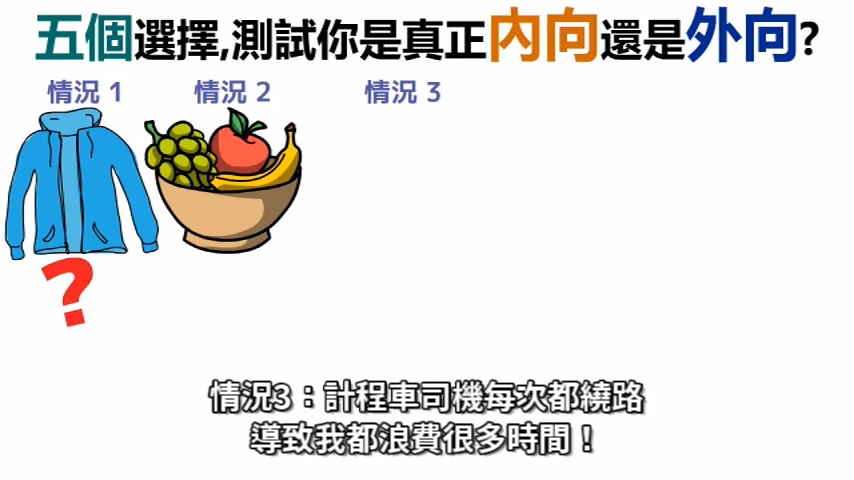 五個選擇,測試你是真正內向還是外向?
情況 1 情況 2 情況 3
?
情況3：計程車司機每次都繞路
導致我都浪費很多時間！